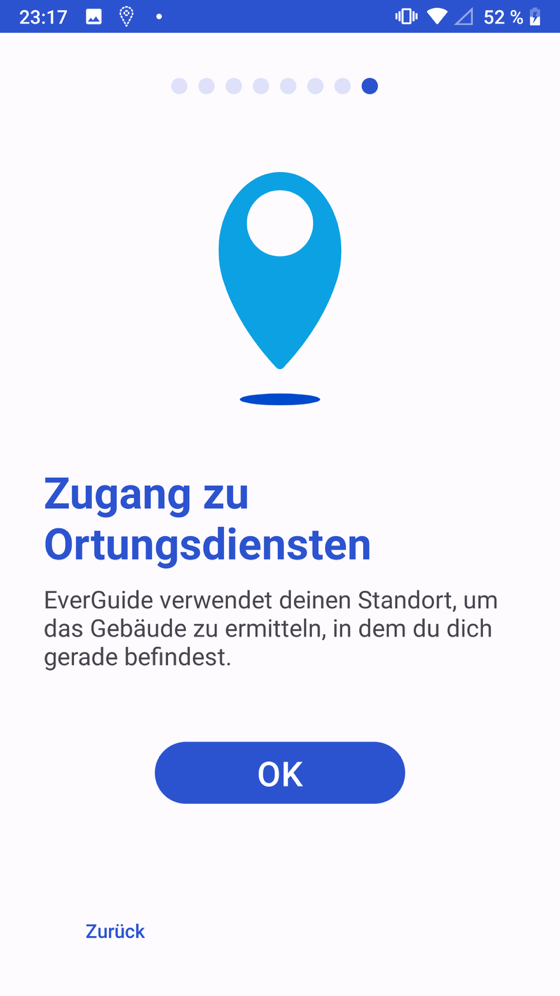 23:17
52 %
Zugang zu
Ortungsdiensten
EverGuide verwendet deinen Standort, um
das Gebäude zu ermitteln, in dem du dich
gerade befindest.
OK
Zurück